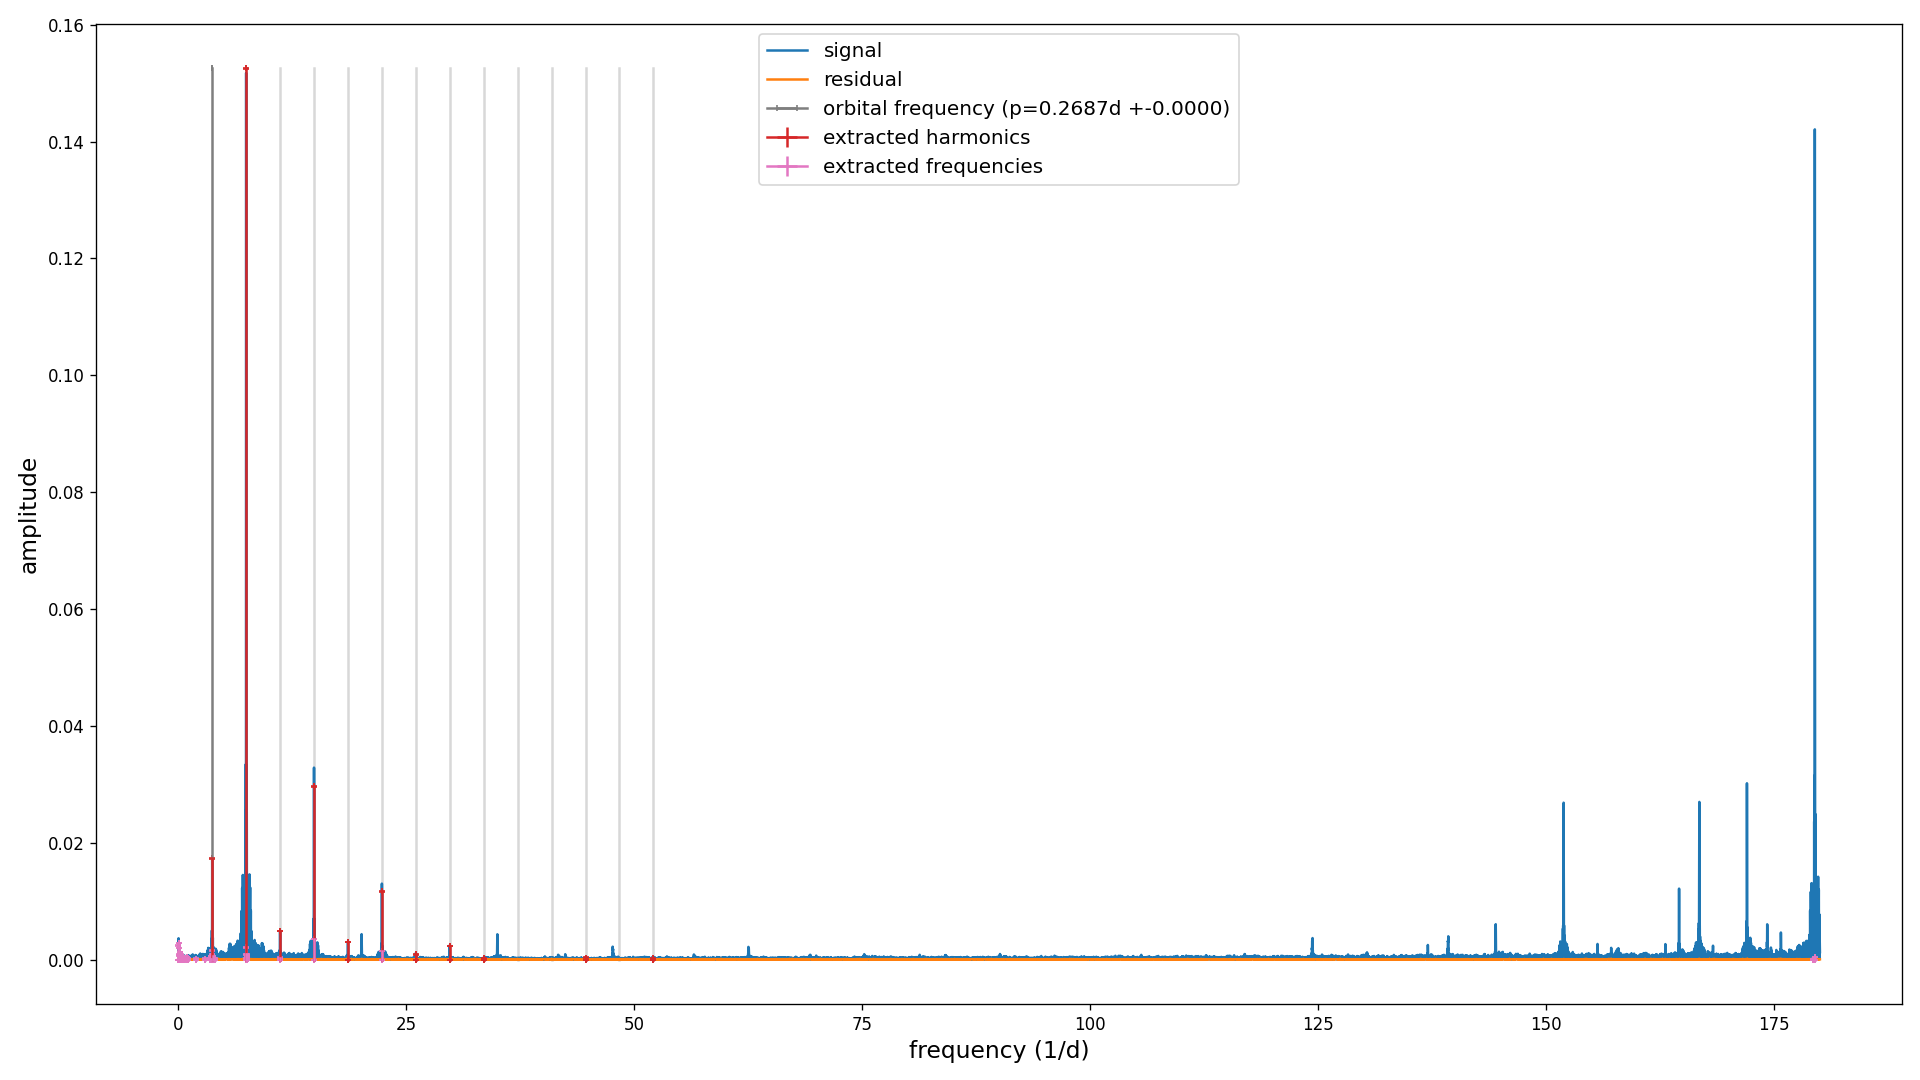 0.16
0.14
0.12
0.10
0.08
0.06
0.04
0.02
0.00
amplitude
signal
residual
orbital frequency (p=0.2687d +-0.0000)
extracted harmonics
extracted frequencies
0 25 50 75 100 125 150 175
frequency (1/d)